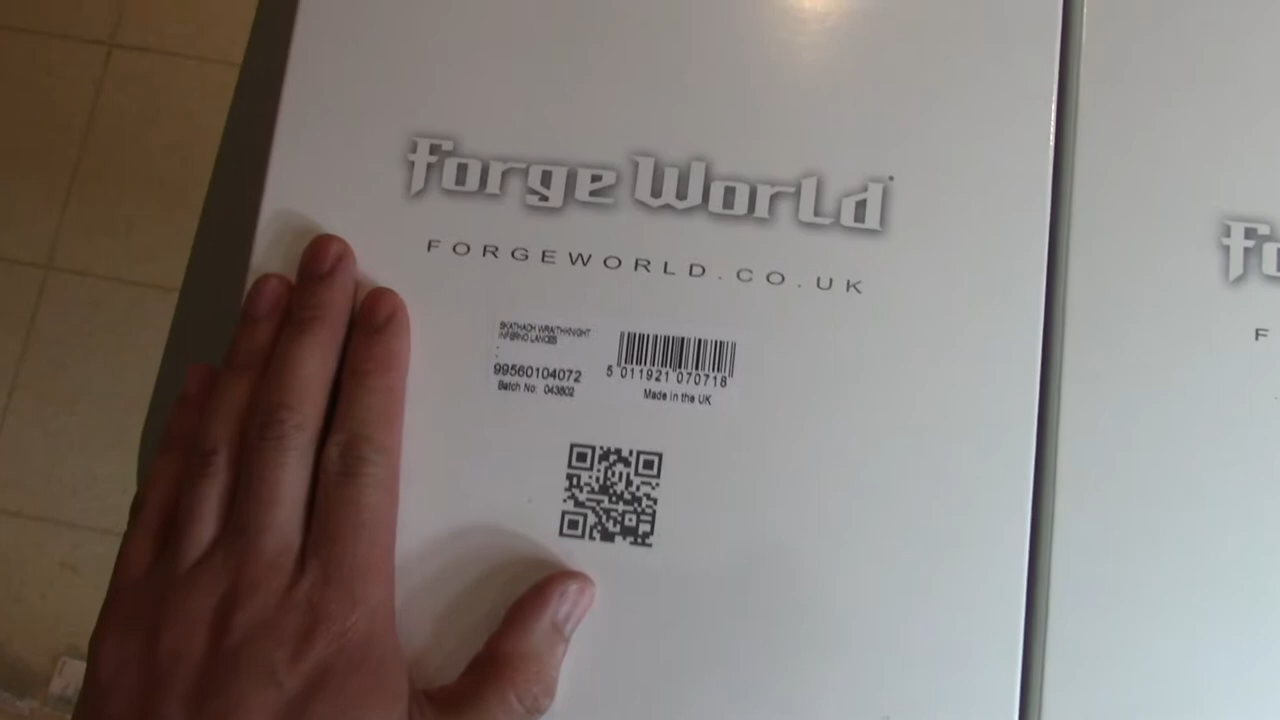 Forge World
FORGEWORLD.CO.UK
SKATHACH WRAITHKNIGHT
INFERNO LANCES
-
-
99560104072
Batch No: 043802
5 011921 070718
Made in the UK
Fo
F